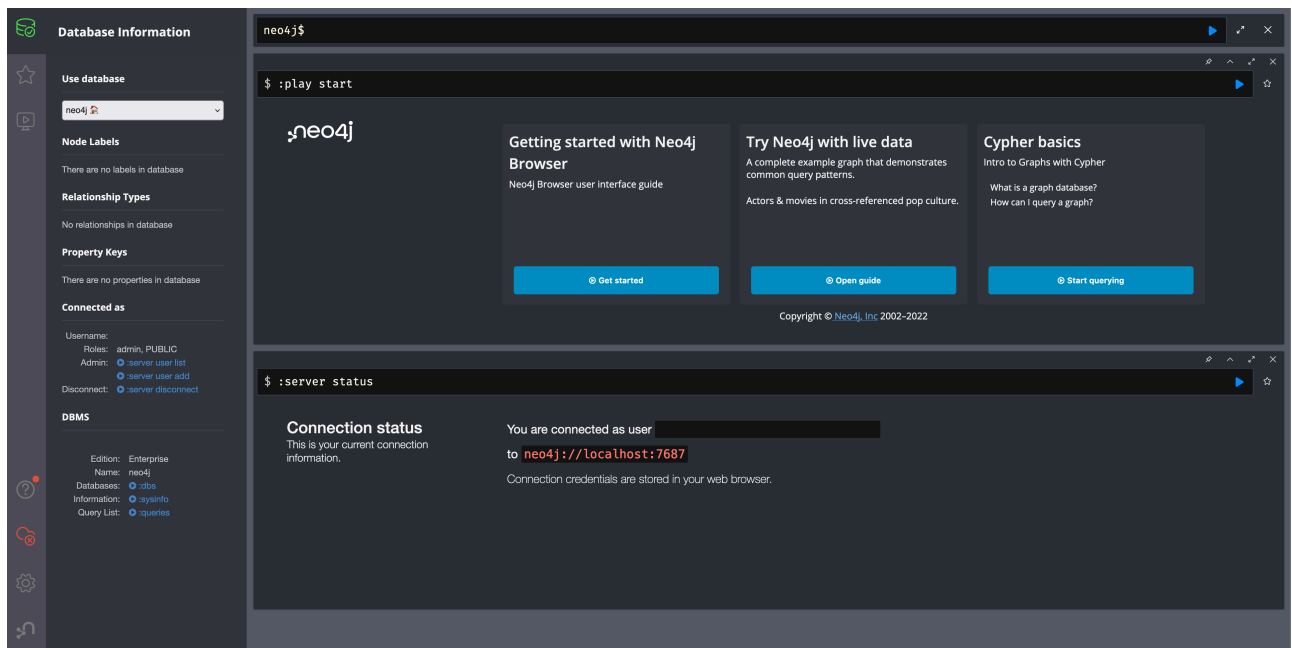 Database Information
Use database
neo4j
Node Labels
There are no labels in database
Relationship Types
No relationships in database
Property Keys
There are no properties in database
Connected as
Username:
Roles: admin, PUBLIC
Admin: :server user list
:server user add
Disconnect: :server disconnect
DBMS
Edition: Enterprise
Name: neo4j
Databases: :dbs
Information: :sysinfo
Query List: :queries
neo4j$
$ :play start
neo4j
Getting started with Neo4j
Browser
Neo4j Browser user interface guide
Get started
Try Neo4j with live data
A complete example graph that demonstrates
common query patterns.
Actors & movies in cross-referenced pop culture.
Open guide
Cypher basics
Intro to Graphs with Cypher
What is a graph database?
How can I query a graph?
Start querying
Copyright © Neo4j, Inc 2002–2022
$ :server status
Connection status
This is your current connection
information.
You are connected as user
to neo4j://localhost:7687
Connection credentials are stored in your web browser.